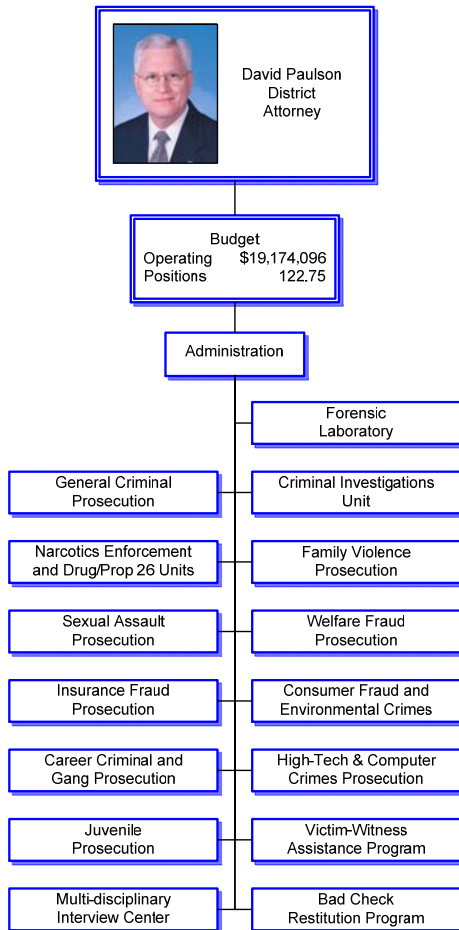 David Paulson
District
Attorney
Budget
Operating $19,174,096
Positions 122.75
Administration
Forensic
Laboratory
General Criminal
Prosecution
Criminal Investigations
Unit
Narcotics Enforcement
and Drug/Prop 26 Units
Family Violence
Prosecution
Sexual Assault
Prosecution
Welfare Fraud
Prosecution
Insurance Fraud
Prosecution
Consumer Fraud and
Environmental Crimes
Career Criminal and
Gang Prosecution
High-Tech & Computer
Crimes Prosecution
Juvenile
Prosecution
Victim-Witness
Assistance Program
Multi-disciplinary
Interview Center
Bad Check
Restitution Program